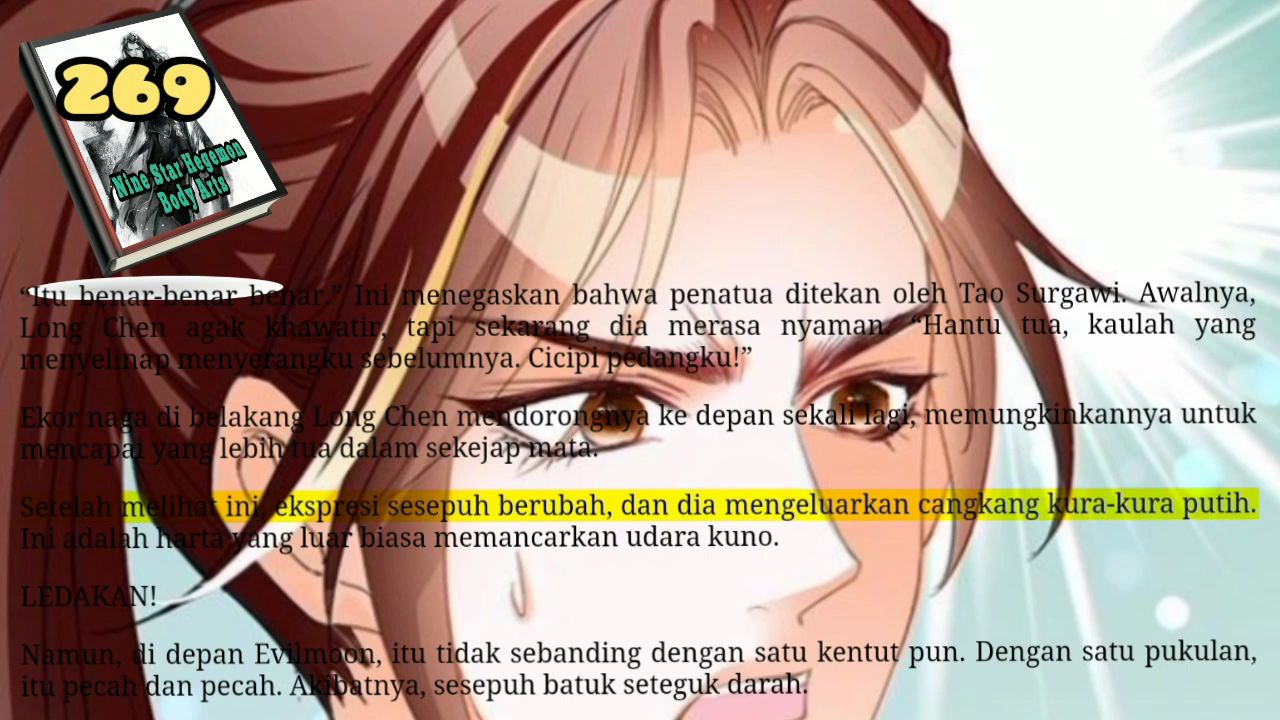 269
Nine Star Hegemon
Body Arts
“Itu benar-benar benar.” Ini menegaskan bahwa penatua ditekan oleh Tao Surgawi. Awalnya,
Long Chen agak khawatir, tapi sekarang dia merasa nyaman. “Hantu tua, kaulah yang
menyelinap menyerangku sebelumnya. Cicipi pedangku!”
Ekor naga di belakang Long Chen mendorongnya ke depan sekali lagi, memungkinkannya untuk
mencapai yang lebih tua dalam sekejap mata.
Setelah melihat ini, ekspresi sesepuh berubah, dan dia mengeluarkan cangkang kura-kura putih.
Ini adalah harta yang luar biasa memancarkan udara kuno.
LEDAKAN!
Namun, di depan Evilmoon, itu tidak sebanding dengan satu kentut pun. Dengan satu pukulan,
itu pecah dan pecah. Akibatnya, sesepuh batuk seteguk darah.